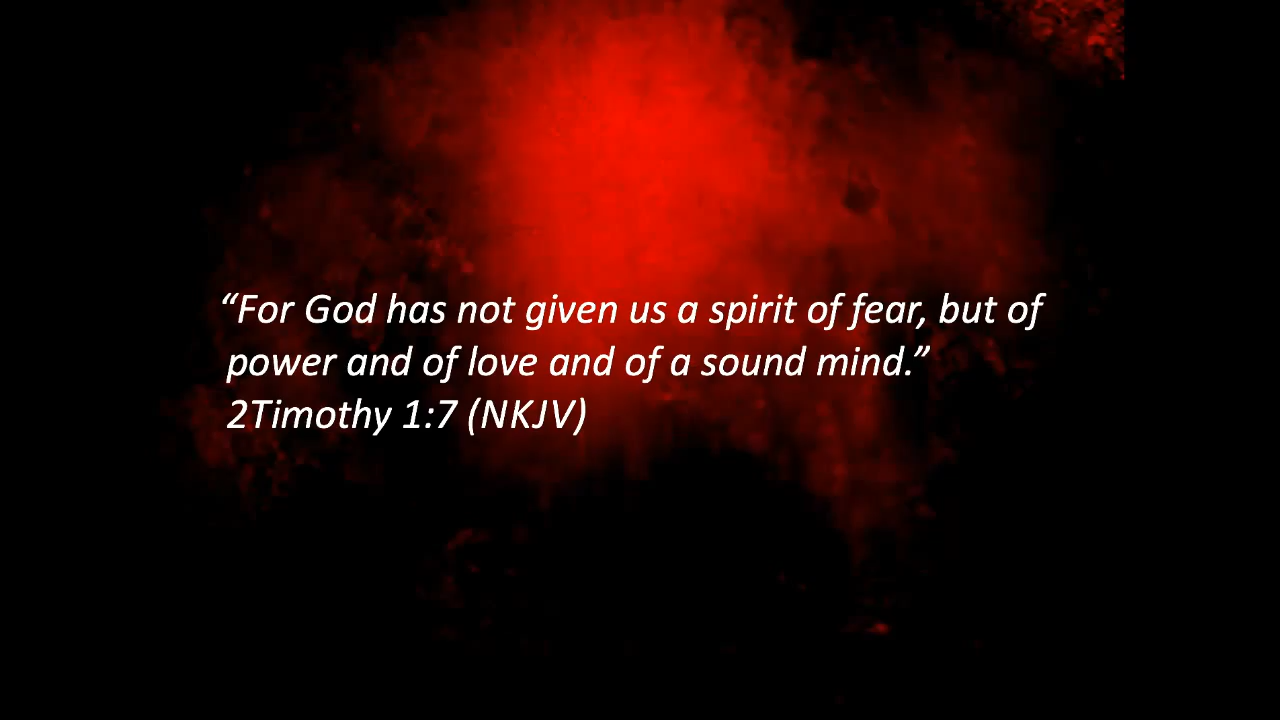 “For God has not given us a spirit of fear, but of
power and of love and of a sound mind.”
2Timothy 1:7 (NKJV)